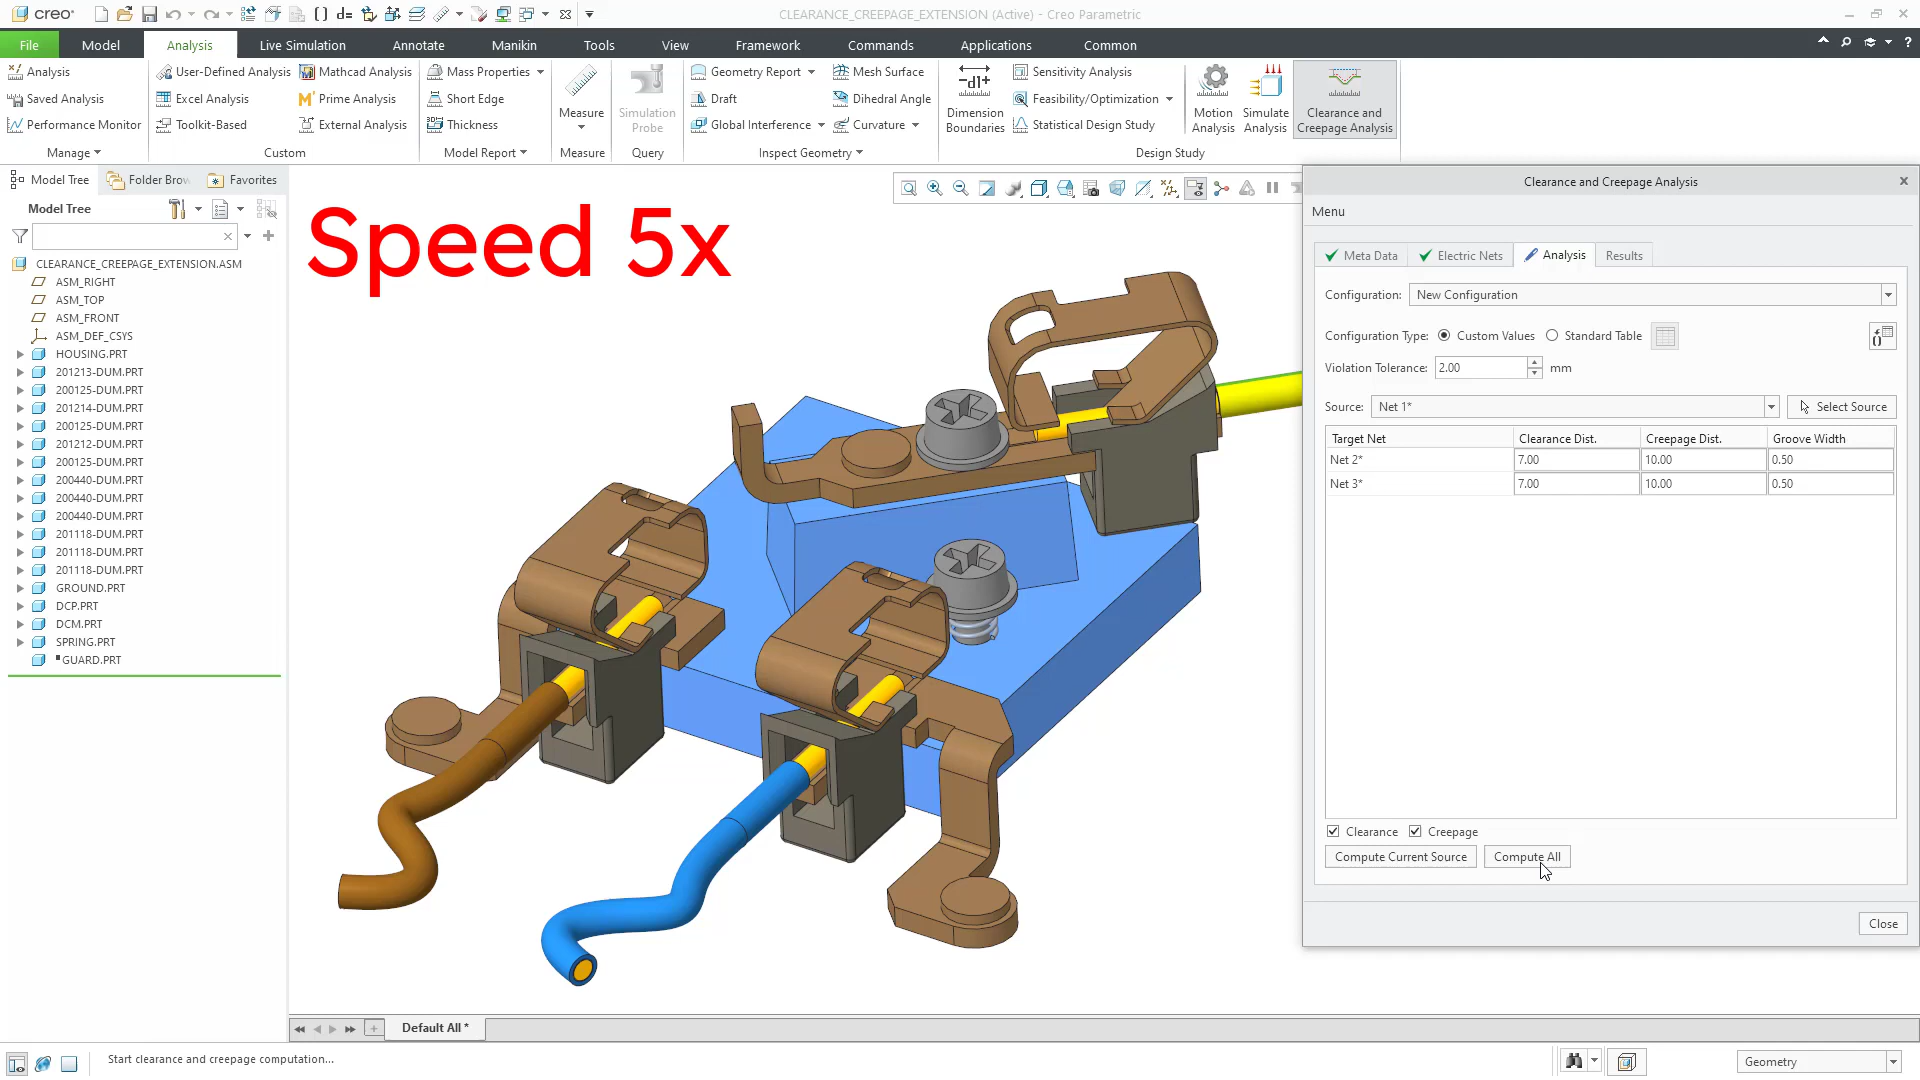 creo
CLEARANCE_CREEPAGE_EXTENSION (Active) - Creo Parametric
File
Model
Analysis
Live Simulation
Annotate
Manikin
Tools
View
Framework
Commands
Applications
Common
Analysis
Saved Analysis
Performance Monitor
Manage
User-Defined Analysis
Excel Analysis
Toolkit-Based
Mathcad Analysis
Prime Analysis
External Analysis
Custom
Mass Properties
Short Edge
Thickness
Model Report
Measure
Measure
Simulation Probe
Query
Geometry Report
Draft
Global Interference
Mesh Surface
Dihedral Angle
Curvature
Inspect Geometry
Dimension Boundaries
Sensitivity Analysis
Feasibility/Optimization
Statistical Design Study
Motion Analysis
Simulate Analysis
Clearance and Creepage Analysis
Design Study
Model Tree
Folder Brow
Favorites
Model Tree
CLEARANCE_CREEPAGE_EXTENSION.ASM
ASM_RIGHT
ASM_TOP
ASM_FRONT
ASM_DEF_CSYS
HOUSING.PRT
201213-DUM.PRT
200125-DUM.PRT
201214-DUM.PRT
200125-DUM.PRT
201212-DUM.PRT
200125-DUM.PRT
200440-DUM.PRT
200440-DUM.PRT
200440-DUM.PRT
201118-DUM.PRT
201118-DUM.PRT
201118-DUM.PRT
GROUND.PRT
DCP.PRT
DCM.PRT
SPRING.PRT
GUARD.PRT
Speed 5x
Clearance and Creepage Analysis
Menu
Meta Data
Electric Nets
Analysis
Results
Configuration: New Configuration
Configuration Type: Custom Values Standard Table
Violation Tolerance: 2.00 mm
Source: Net 1* Select Source
Target Net Clearance Dist. Creepage Dist. Groove Width
Net 2* 7.00 10.00 0.50
Net 3* 7.00 10.00 0.50
Clearance Creepage
Compute Current Source Compute All
Close
Default All *
Start clearance and creepage computation...
Geometry